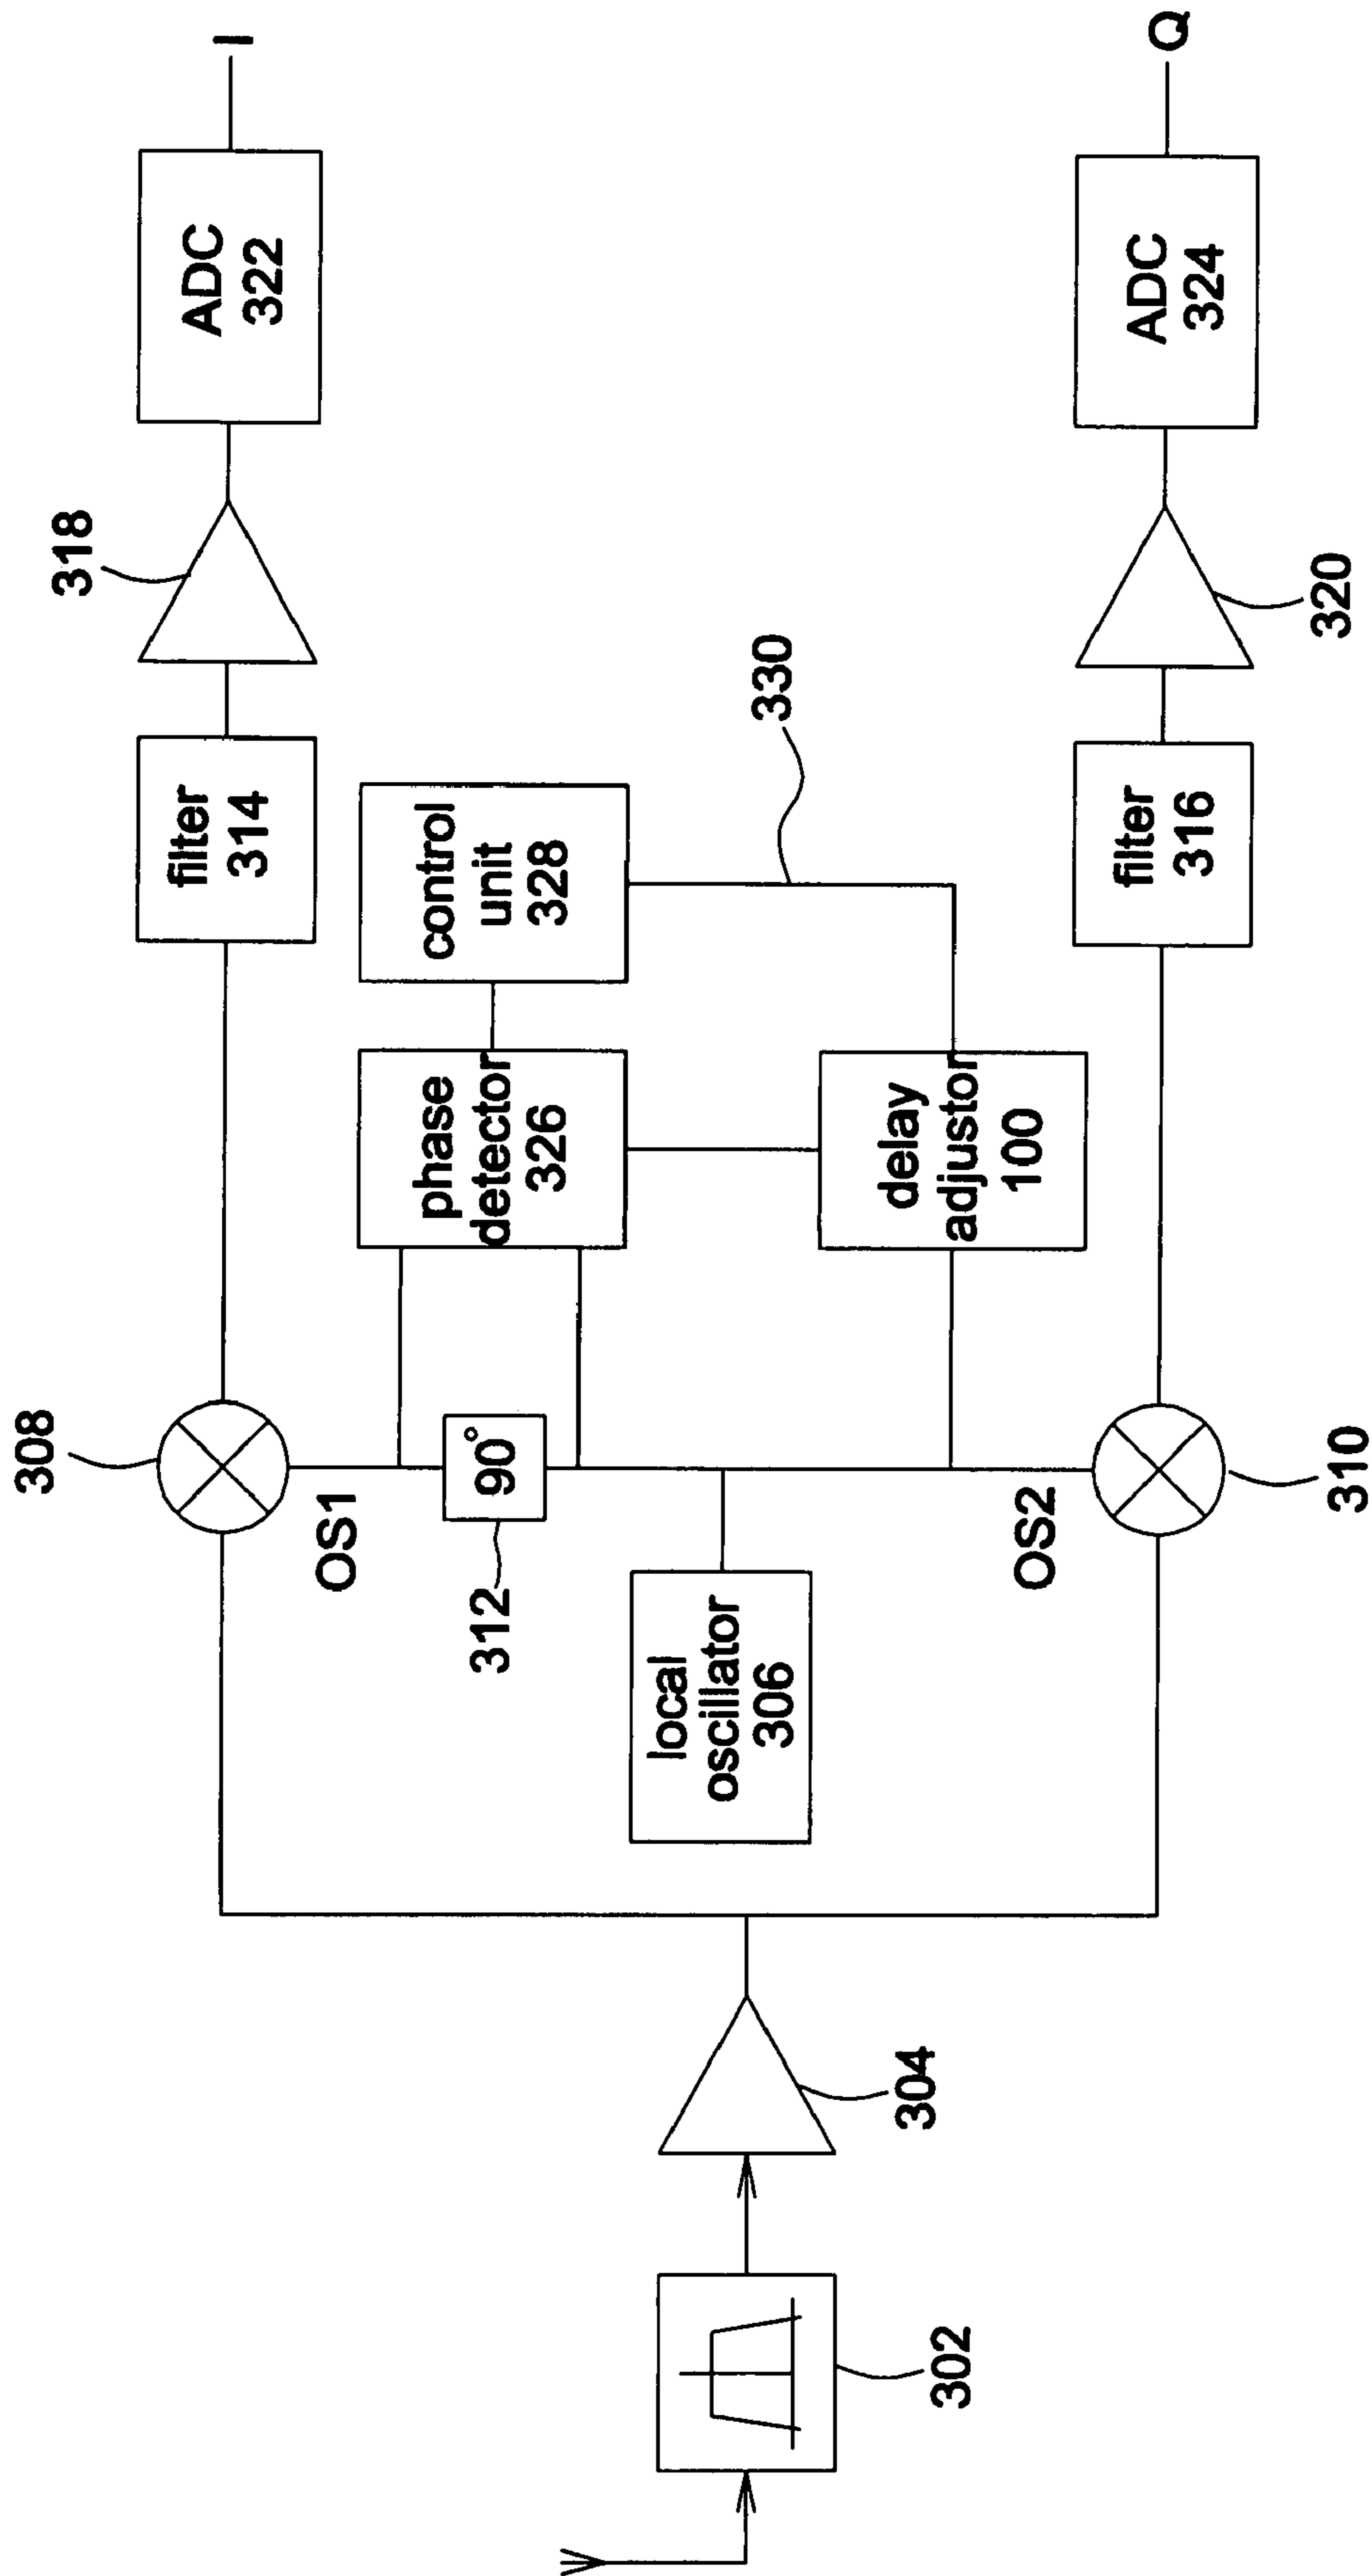 I
Q
ADC
322
ADC
324
318
320
330
filter
314
filter
316
control
unit
328
phase
detector
326
delay
adjustor
100
308
310
OS1
90°
312
OS2
local
oscillator
306
304
302